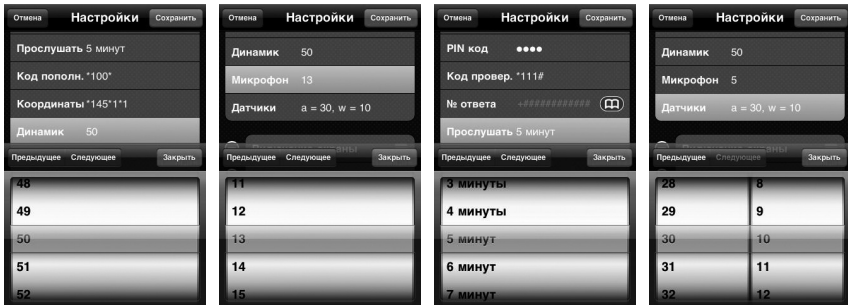 Отмена Настройки Сохранить
Прослушать 5 минут
Код пополн. *100*
Координаты *145*1*1
Динамик 50
Предыдущее Следующее Закрыть
48
49
50
51
52
Отмена Настройки Сохранить
Динамик 50
Микрофон 13
Датчики a = 30, w = 10
Предыдущее Следующее Закрыть
11
12
13
14
15
Отмена Настройки Сохранить
PIN код ●●●●
Код провер. *111#
№ ответа +############
Прослушать 5 минут
Предыдущее Следующее Закрыть
3 минуты
4 минуты
5 минут
6 минут
7 минут
Отмена Настройки Сохранить
Динамик 50
Микрофон 5
Датчики a = 30, w = 10
Предыдущее Следующее Закрыть
28 8
29 9
30 10
31 11
32 12